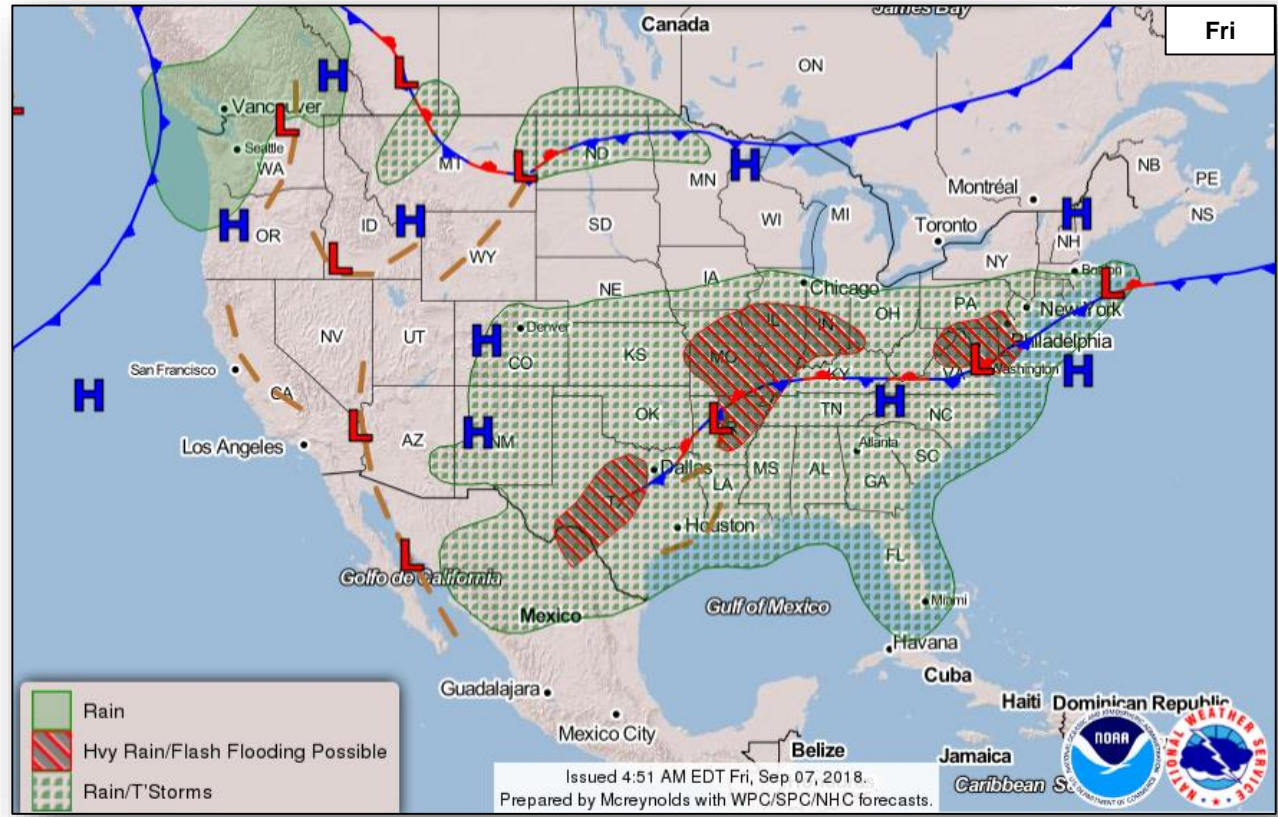 Fri
Canada
James Bay
ON
Vancouver
Seattle
WA
MT
ND
MN
NB
PE
NS
Montréal
Toronto
WI
MI
NH
OR
ID
WY
SD
NY
Boston
IA
NE
Chicago
PA
OH
New York
Philadelphia
Washington
NV
UT
Denver
CO
KS
MO
IL
IN
KY
VA
San Francisco
CA
Los Angeles
AZ
NM
OK
TN
NC
Atlanta
SC
Dallas
MS
AL
GA
LA
Houston
FL
Miami
Golfo de California
Mexico
Gulf of Mexico
Havana
Cuba
Guadalajara
Mexico City
Haiti
Dominican Republic
Belize
Jamaica
H
H
H
H
H
H
H
H
H
H
H
L
L
L
L
L
L
L
L
L
Rain
Hvy Rain/Flash Flooding Possible
Rain/T'Storms
Issued 4:51 AM EDT Fri, Sep 07, 2018.
Prepared by Mcreynolds with WPC/SPC/NHC forecasts.
NOAA
NATIONAL WEATHER SERVICE